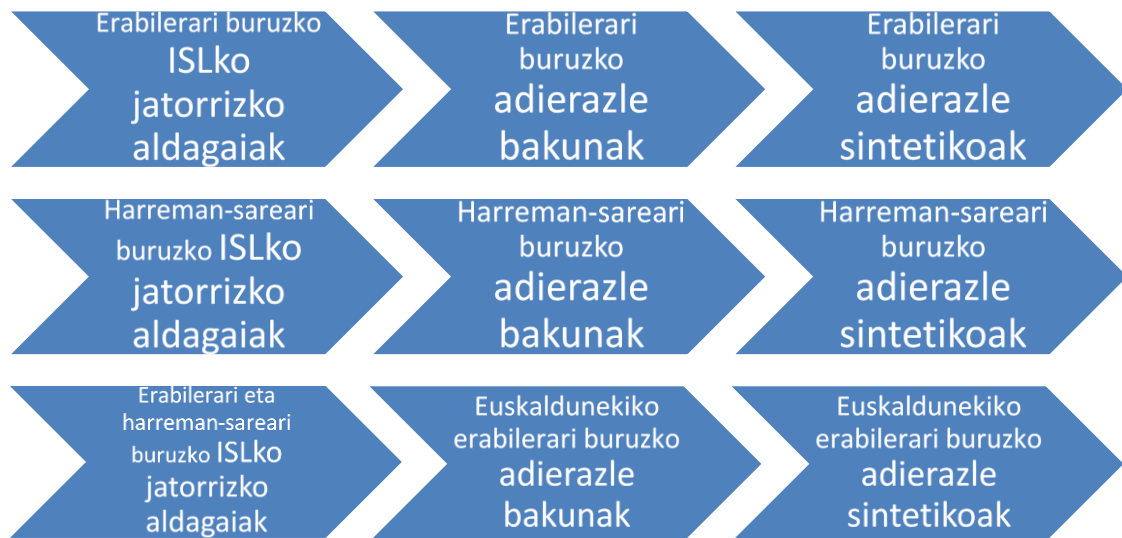 Erabilerari buruzko
ISLko
jatorrizko
aldagaiak
Erabilerari
buruzko
adierazle
bakunak
Erabilerari
buruzko
adierazle
sintetikoak
Harreman-sareari
buruzko ISLko
jatorrizko
aldagaiak
Harreman-sareari
buruzko
adierazle
bakunak
Harreman-sareari
buruzko
adierazle
sintetikoak
Erabilerari eta
harreman-sareari
buruzko ISLko
jatorrizko
aldagaiak
Euskaldunekiko
erabilerari buruzko
adierazle
bakunak
Euskaldunekiko
erabilerari buruzko
adierazle
sintetikoak